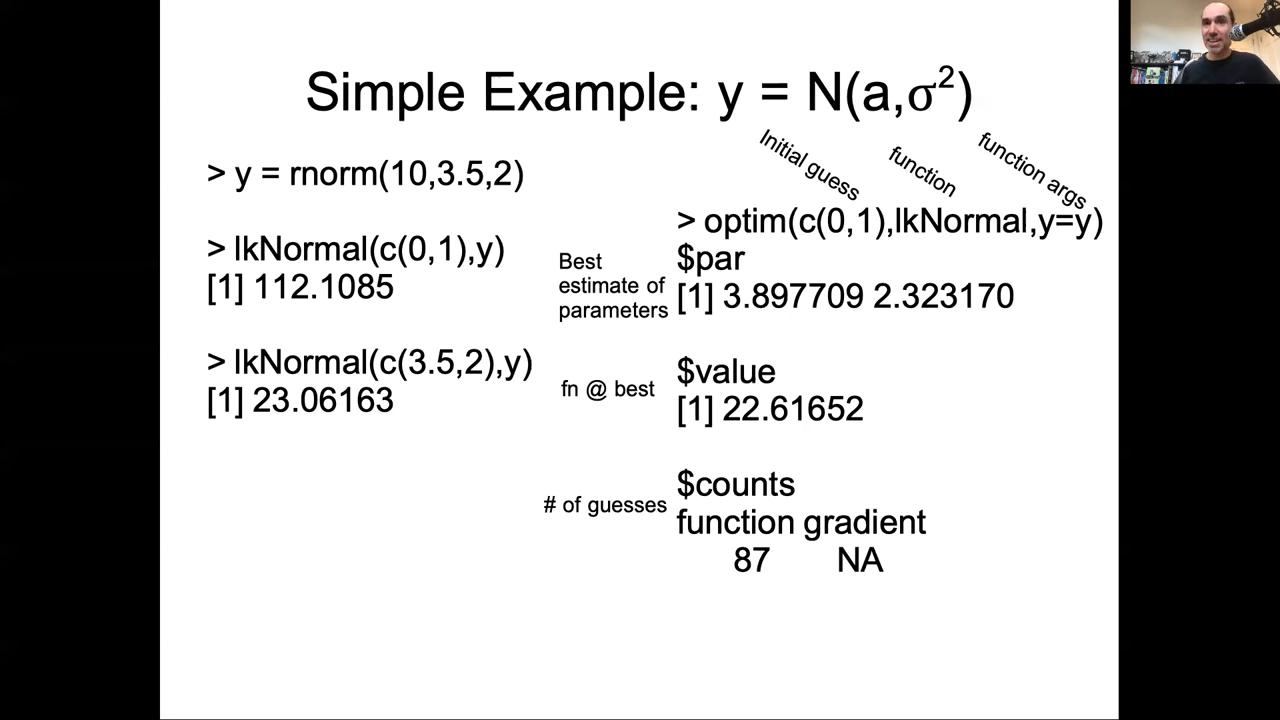 Simple Example: y = N(a,σ²)
> y = rnorm(10,3.5,2)
> lkNormal(c(0,1),y)
[1] 112.1085
> lkNormal(c(3.5,2),y)
[1] 23.06163
Initial guess
function
function args
> optim(c(0,1),lkNormal,y=y)
Best
estimate of
parameters
$par
[1] 3.897709 2.323170
fn @ best
$value
[1] 22.61652
# of guesses
$counts
function gradient
87 NA